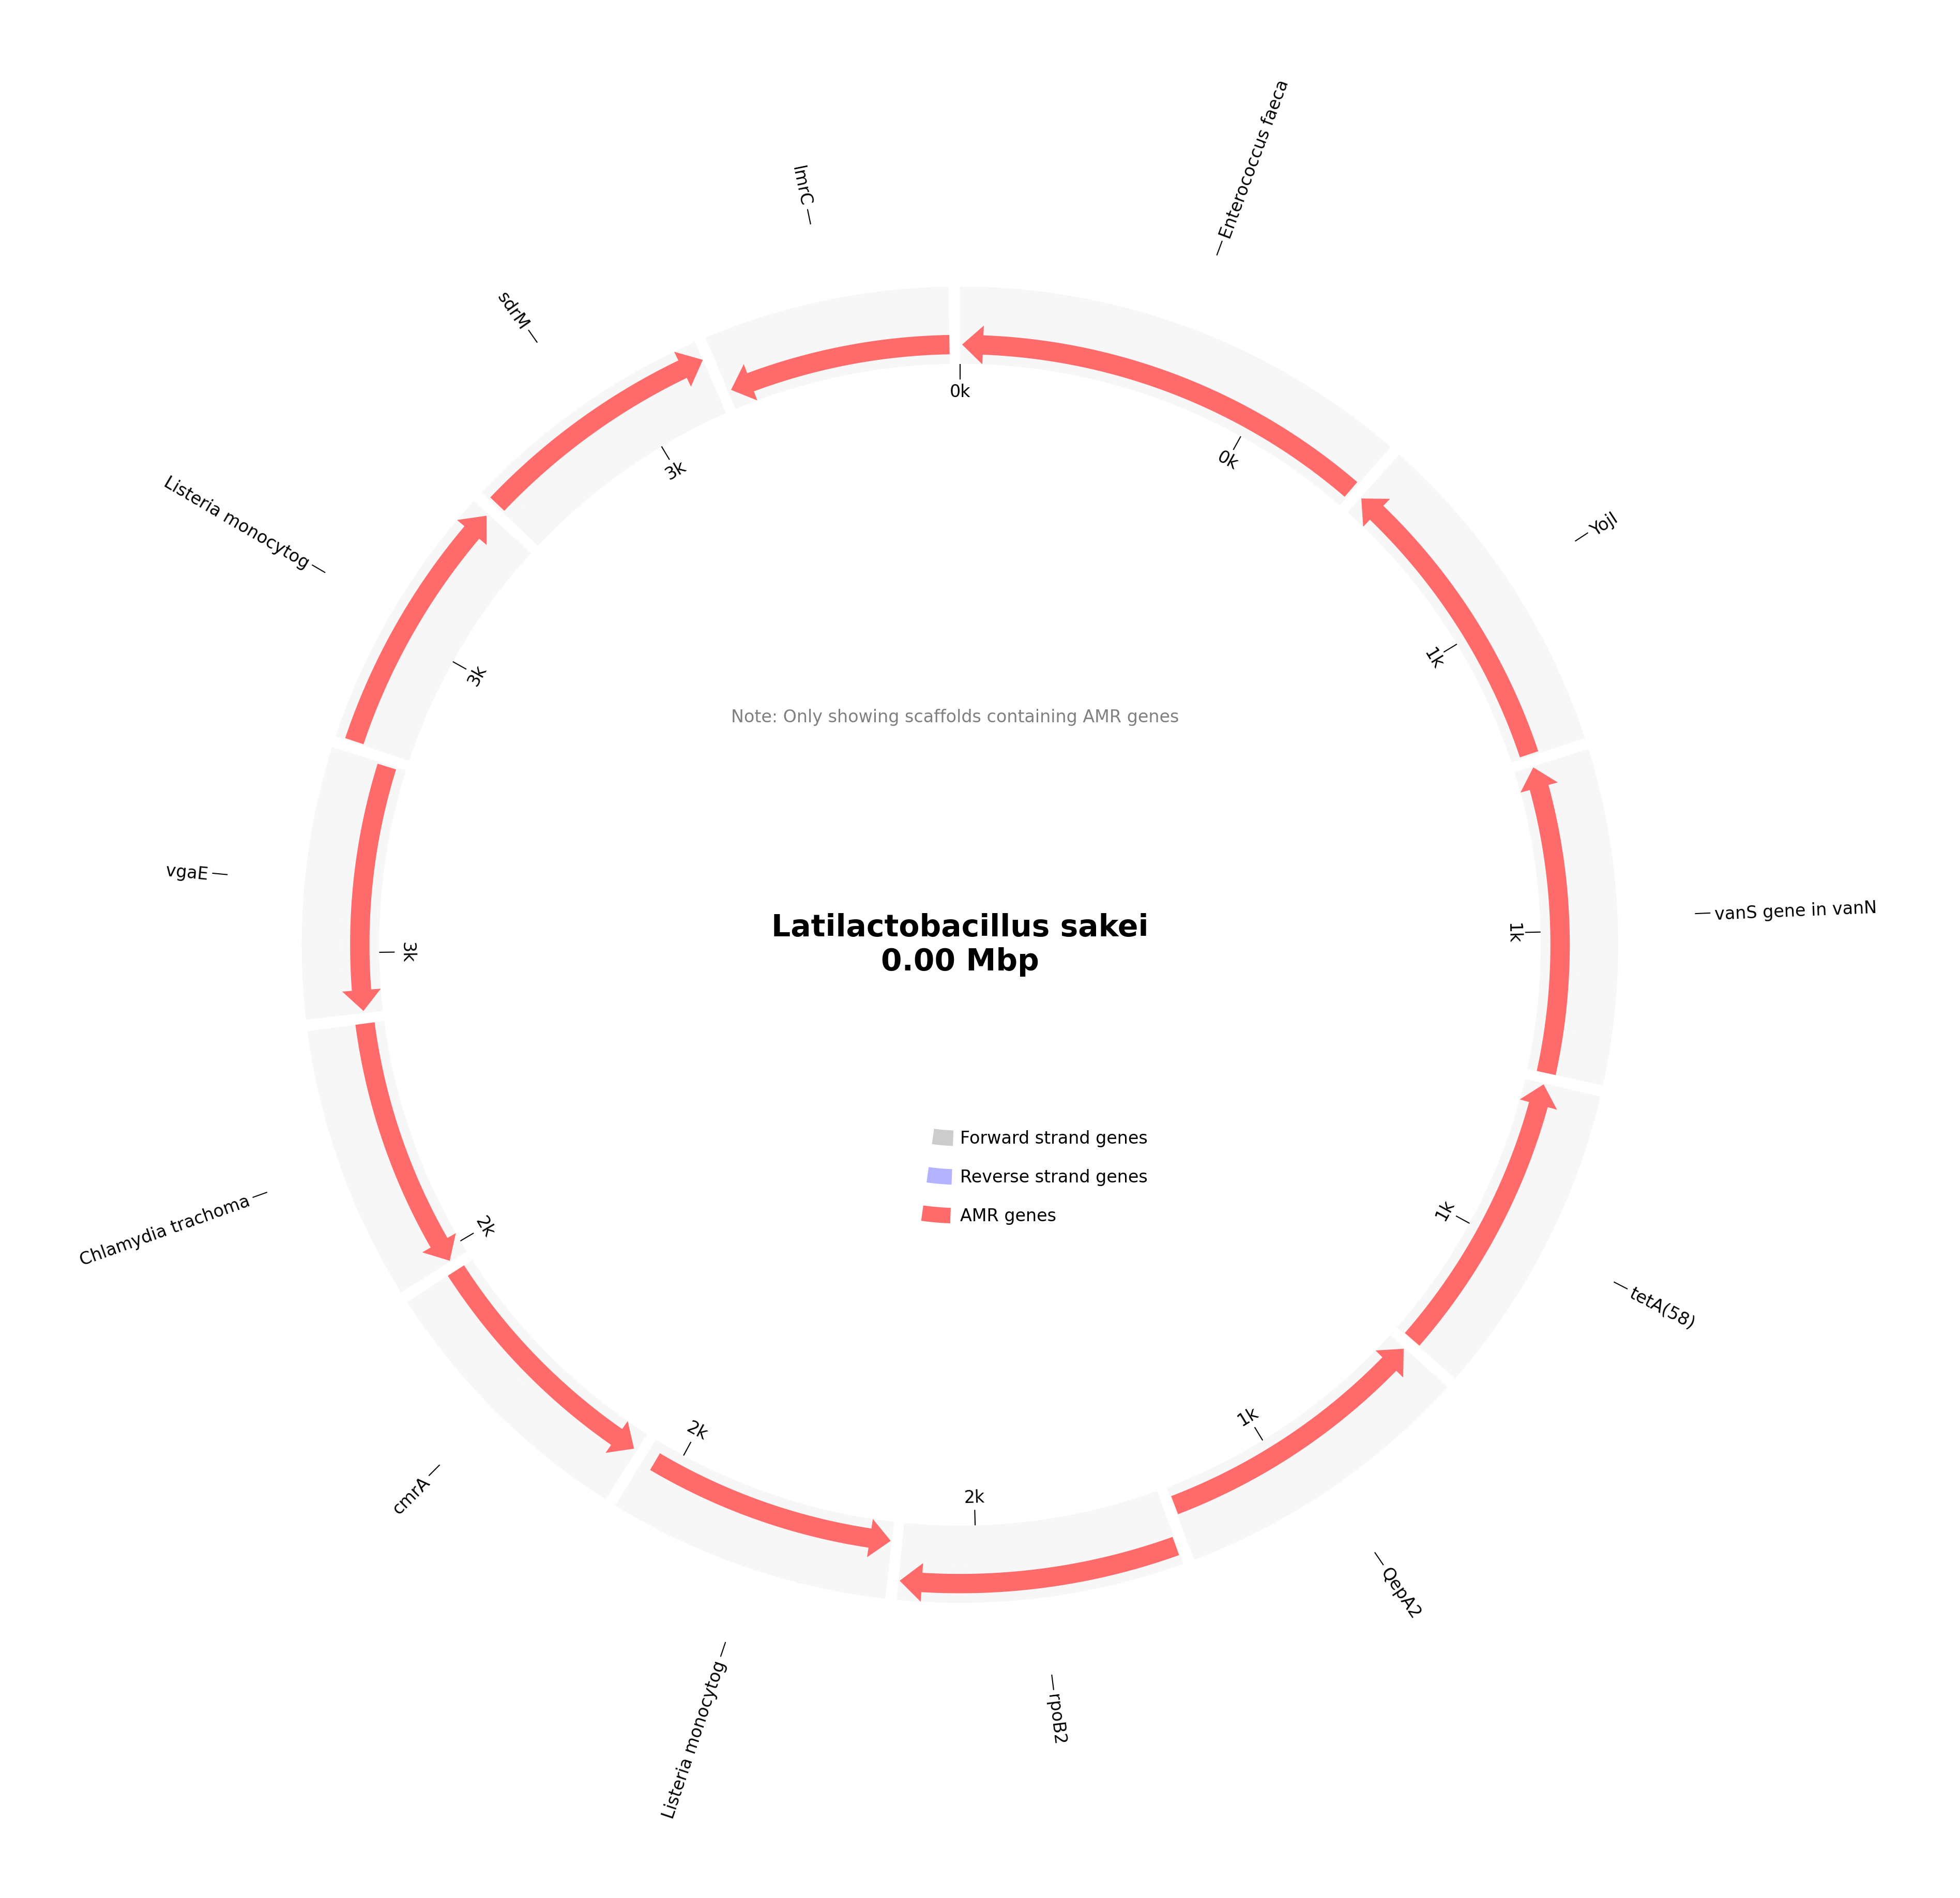 Enterococcus faeca
lmrC
sdrM
YojI
Listeria monocytog
vgaE
vanS gene in vanN
Chlamydia trachoma
tetA(58)
cmrA
QepA2
Listeria monocytog
rpoB2
0k
0k
1k
1k
1k
1k
2k
2k
2k
3k
3k
3k
Note: Only showing scaffolds containing AMR genes
Latilactobacillus sakei
0.00 Mbp
Forward strand genes
Reverse strand genes
AMR genes